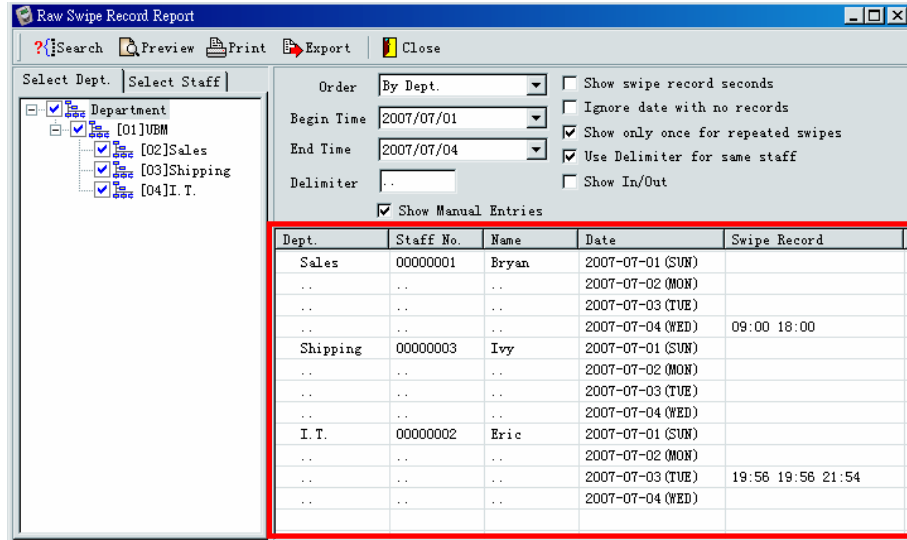 Raw Swipe Record Report
?{Search Preview Print Export Close
Select Dept. Select Staff
Department
[01]UBM
[02]Sales
[03]Shipping
[04]I.T.
Order By Dept.
Begin Time 2007/07/01
End Time 2007/07/04
Delimiter ..
Show Manual Entries
Show swipe record seconds
Ignore date with no records
Show only once for repeated swipes
Use Delimiter for same staff
Show In/Out
Dept. Staff No. Name Date Swipe Record
Sales 00000001 Bryan 2007-07-01(SUN)
.. .. .. 2007-07-02(MON)
.. .. .. 2007-07-03(TUE)
.. .. .. 2007-07-04(WED) 09:00 18:00
Shipping 00000003 Ivy 2007-07-01(SUN)
.. .. .. 2007-07-02(MON)
.. .. .. 2007-07-03(TUE)
.. .. .. 2007-07-04(WED)
I.T. 00000002 Eric 2007-07-01(SUN)
.. .. .. 2007-07-02(MON)
.. .. .. 2007-07-03(TUE) 19:56 19:56 21:54
.. .. .. 2007-07-04(WED)